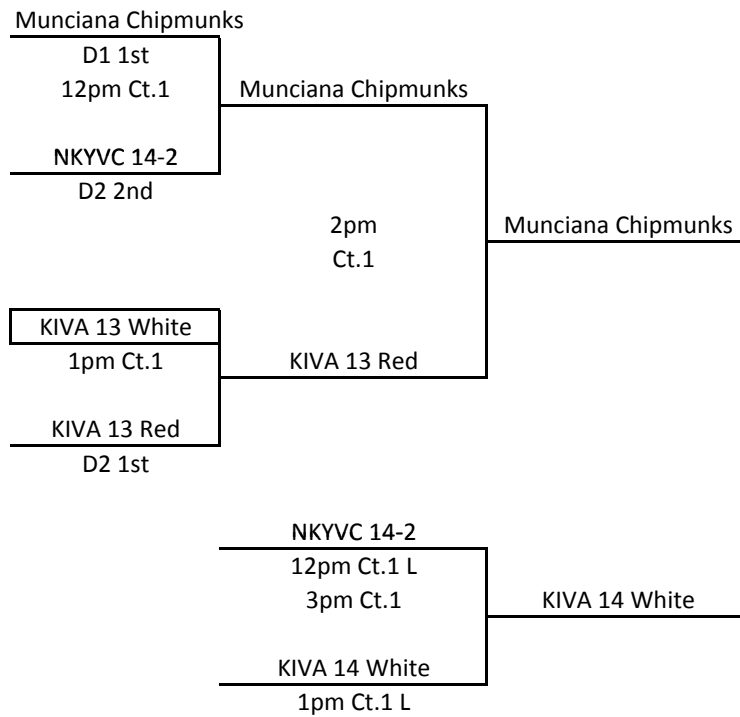 Munciana Chipmunks
D1 1st
12pm Ct.1
Munciana Chipmunks
NKYVC 14-2
D2 2nd
2pm
Ct.1
Munciana Chipmunks
KIVA 13 White
1pm Ct.1
KIVA 13 Red
KIVA 13 Red
D2 1st
NKYVC 14-2
12pm Ct.1 L
3pm Ct.1
KIVA 14 White
KIVA 14 White
1pm Ct.1 L